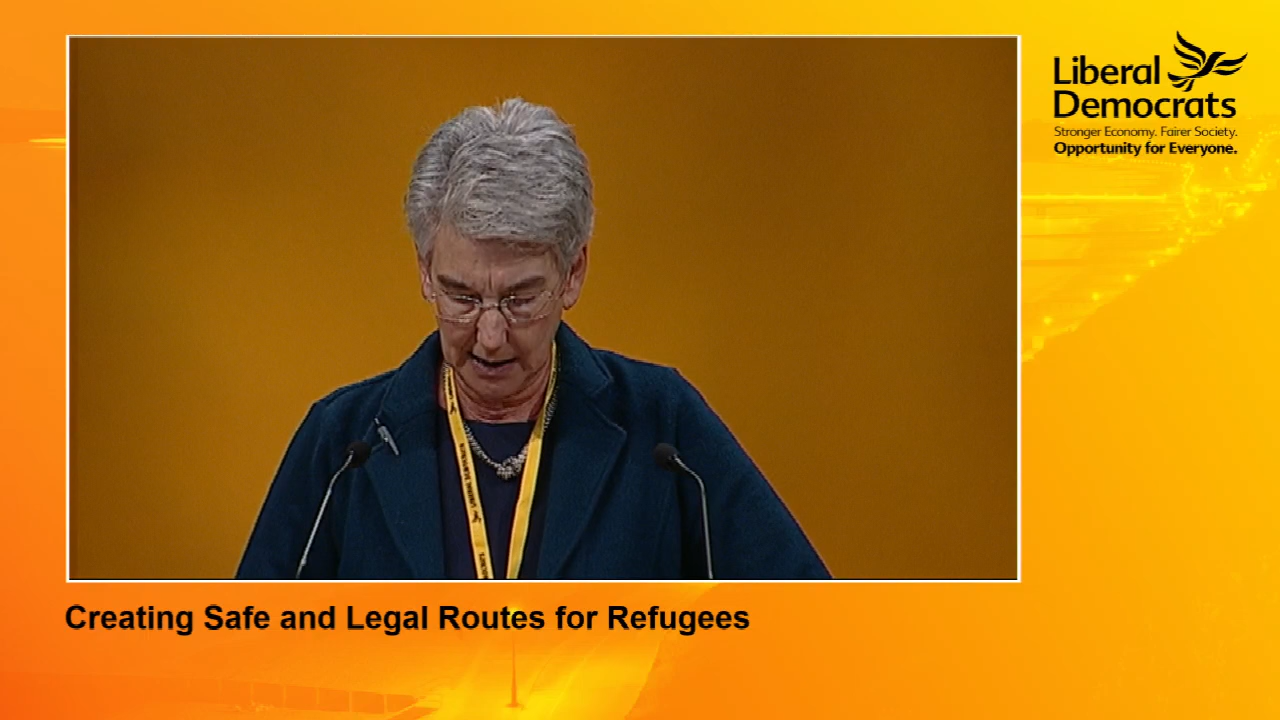 Liberal
Democrats
Stronger Economy. Fairer Society.
Opportunity for Everyone.
Creating Safe and Legal Routes for Refugees